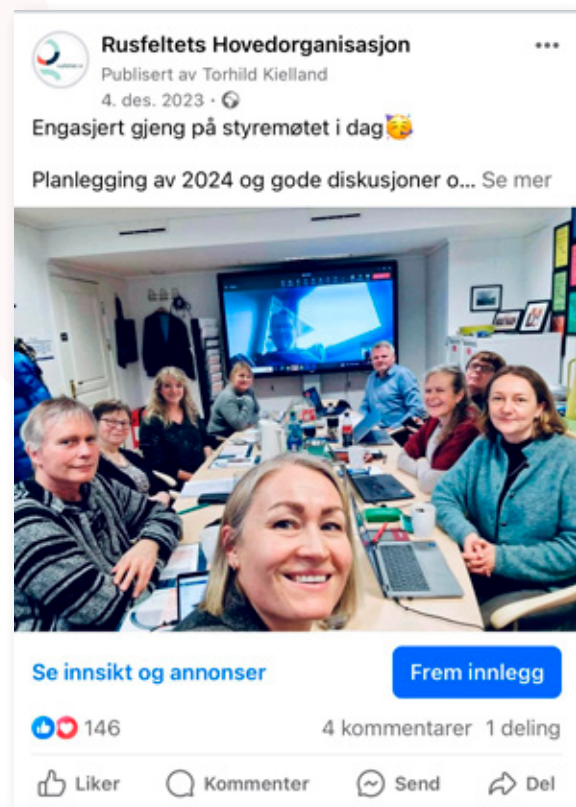 Rusfeltets Hovedorganisasjon
Publisert av Torhild Kielland
4. des. 2023 ·
Engasjert gjeng på styremøtet i dag🥳
Planlegging av 2024 og gode diskusjoner o... Se mer
Se innsikt og annonser
Frem innlegg
146
4 kommentarer 1 deling
Liker
Kommenter
Send
Del